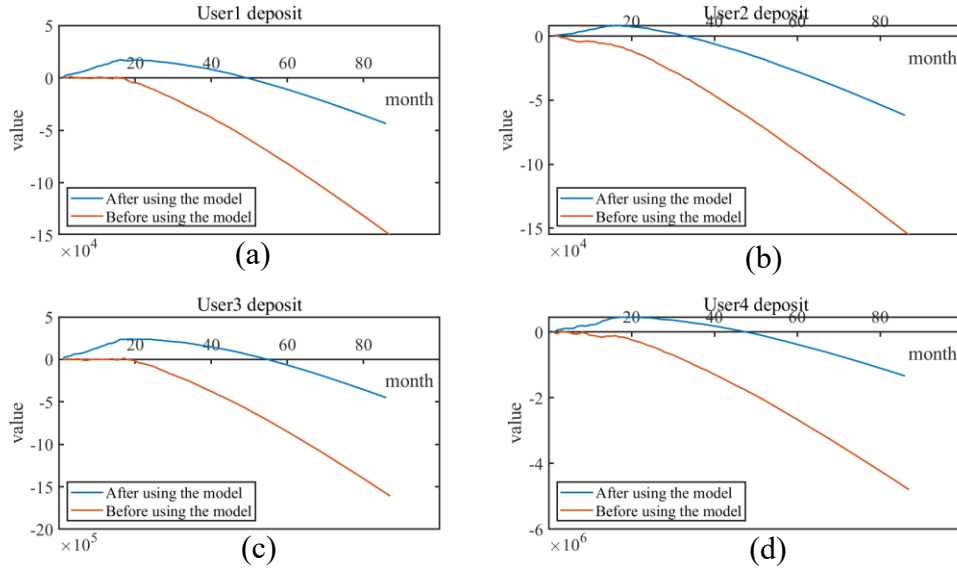 User1 deposit
5
0
-5
-10
-15
20
40
60
80
month
value
After using the model
Before using the model
×10⁴
(a)
User2 deposit
0
-5
-10
-15
20
40
60
80
month
value
After using the model
Before using the model
×10⁴
(b)
User3 deposit
5
0
-5
-10
-15
-20
20
40
60
80
month
value
After using the model
Before using the model
×10⁵
(c)
User4 deposit
0
-2
-4
-6
20
40
60
80
month
value
After using the model
Before using the model
×10⁶
(d)